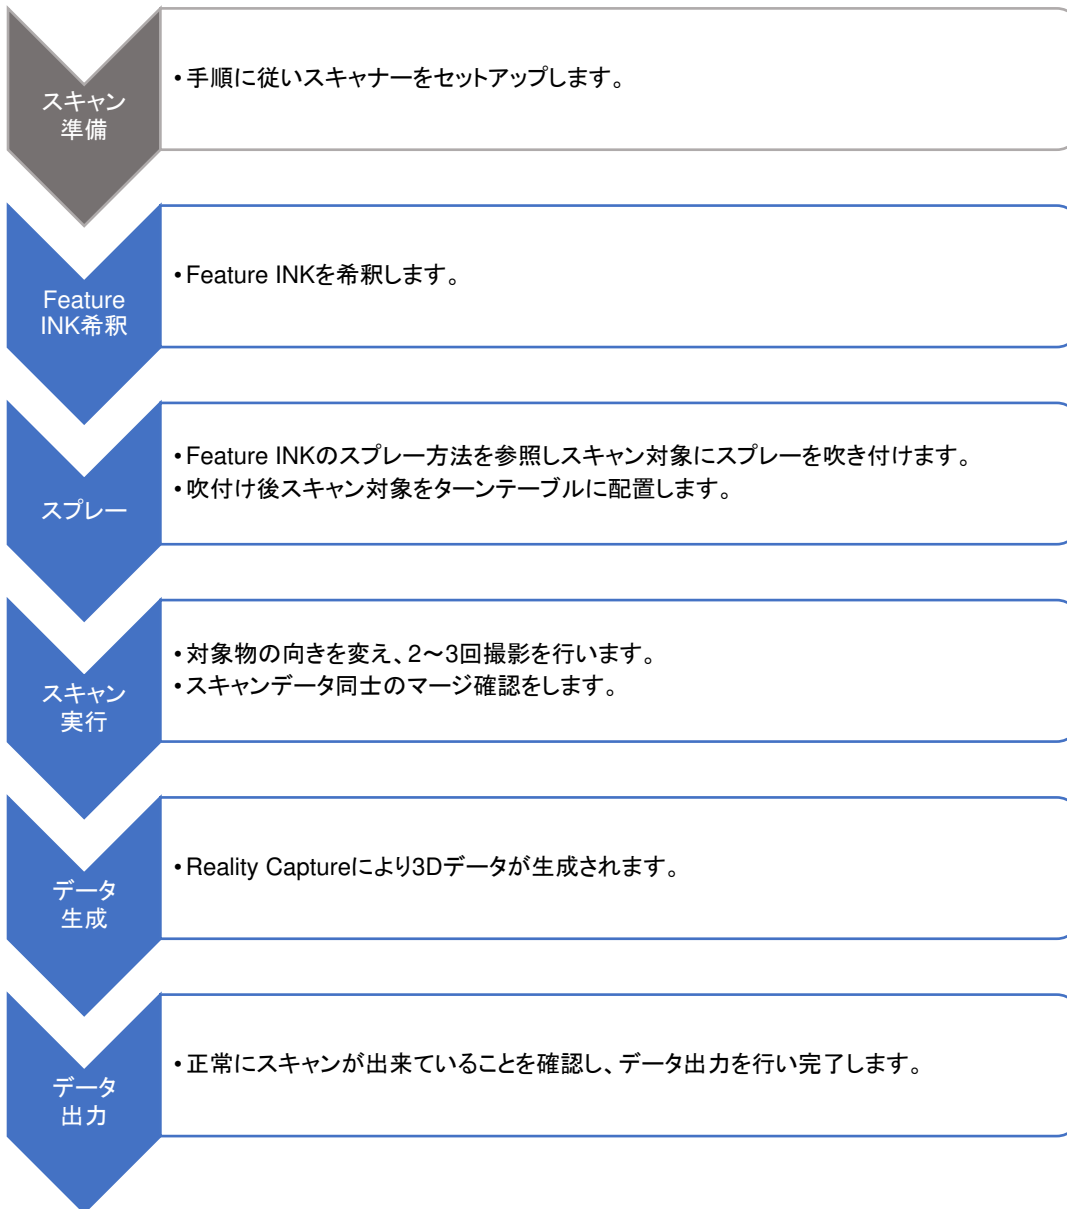 スキャン
準備
•手順に従いスキャナーをセットアップします。
Feature
INK希釈
•Feature INKを希釈します。
スプレー
•Feature INKのスプレー方法を参照しスキャン対象にスプレーを吹き付けます。
•吹付け後スキャン対象をターンテーブルに配置します。
スキャン
実行
•対象物の向きを変え、2～3回撮影を行います。
•スキャンデータ同士のマージ確認をします。
データ
生成
•Reality Captureにより3Dデータが生成されます。
データ
出力
•正常にスキャンが出来ていることを確認し、データ出力を行い完了します。